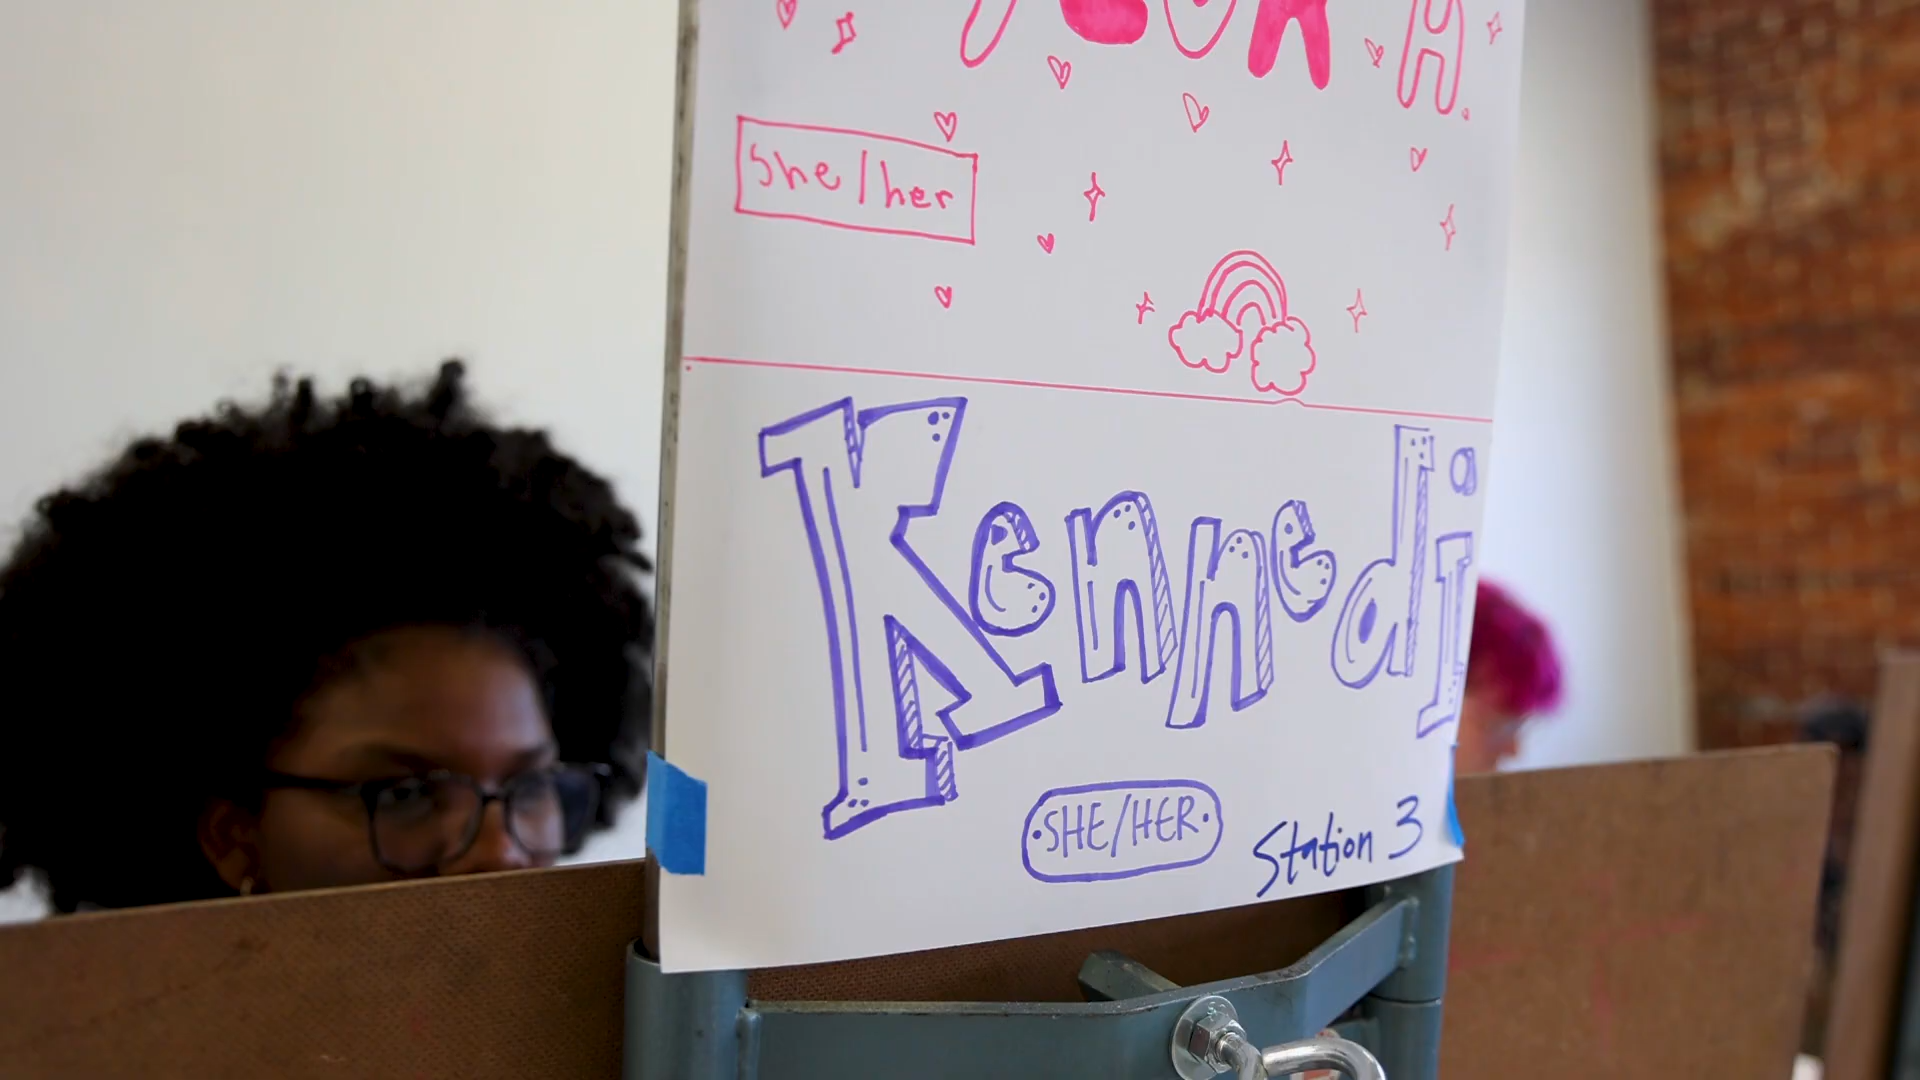 H.
She/her
Kennedi
SHE/HER
Station 3